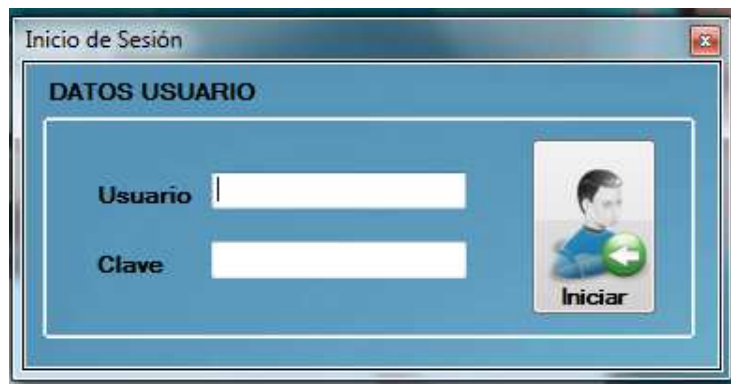 Inicio de Sesión
DATOS USUARIO
Usuario
Clave
Iniciar